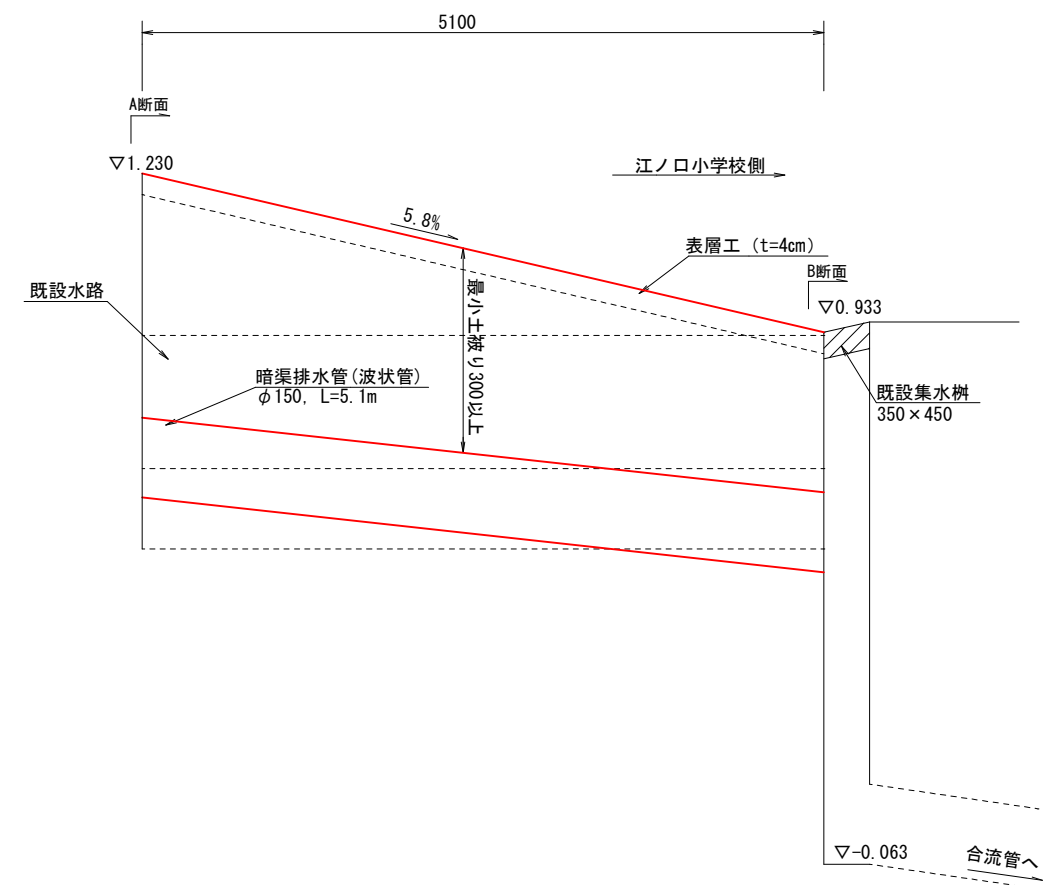 5100
A断面
▽1.230
江ノ口小学校側
5.8%
表層工 (t=4cm)
B断面
▽0.933
既設水路
最小土被り300以上
暗渠排水管(波状管)
φ150, L=5.1m
既設集水桝
350×450
▽-0.063
合流管へ